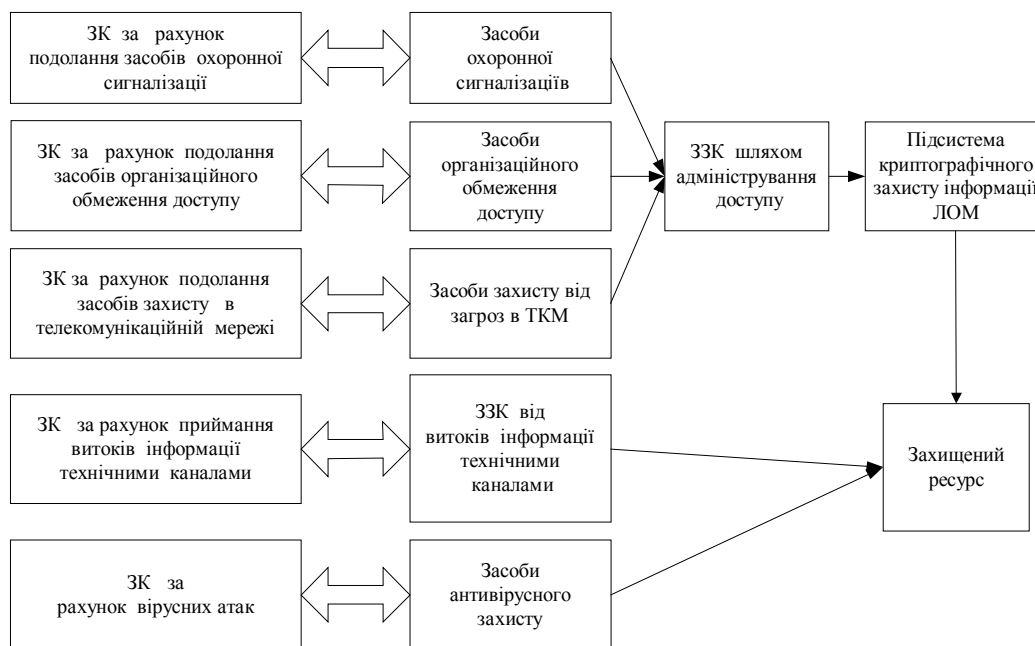 ЗК за рахунок
подолання засобів охоронної
сигналізації
Засоби
охоронної
сигналізаціїв
ЗК за рахунок подолання
засобів організаційного
обмеження доступу
Засоби
організаційного
обмеження
доступу
ЗЗК шляхом
адміністрування
доступу
Підсистема
криптографічного
захисту інформації
ЛОМ
ЗК за рахунок подолання
засобів захисту в
телекомунікаційній мережі
Засоби захисту від
загроз в ТКМ
ЗК за рахунок приймання
витоків інформації
технічними каналами
ЗЗК від
витоків інформації
технічними
каналами
Захищений
ресурс
ЗК за
рахунок вірусних атак
Засоби
антивірусного
захисту